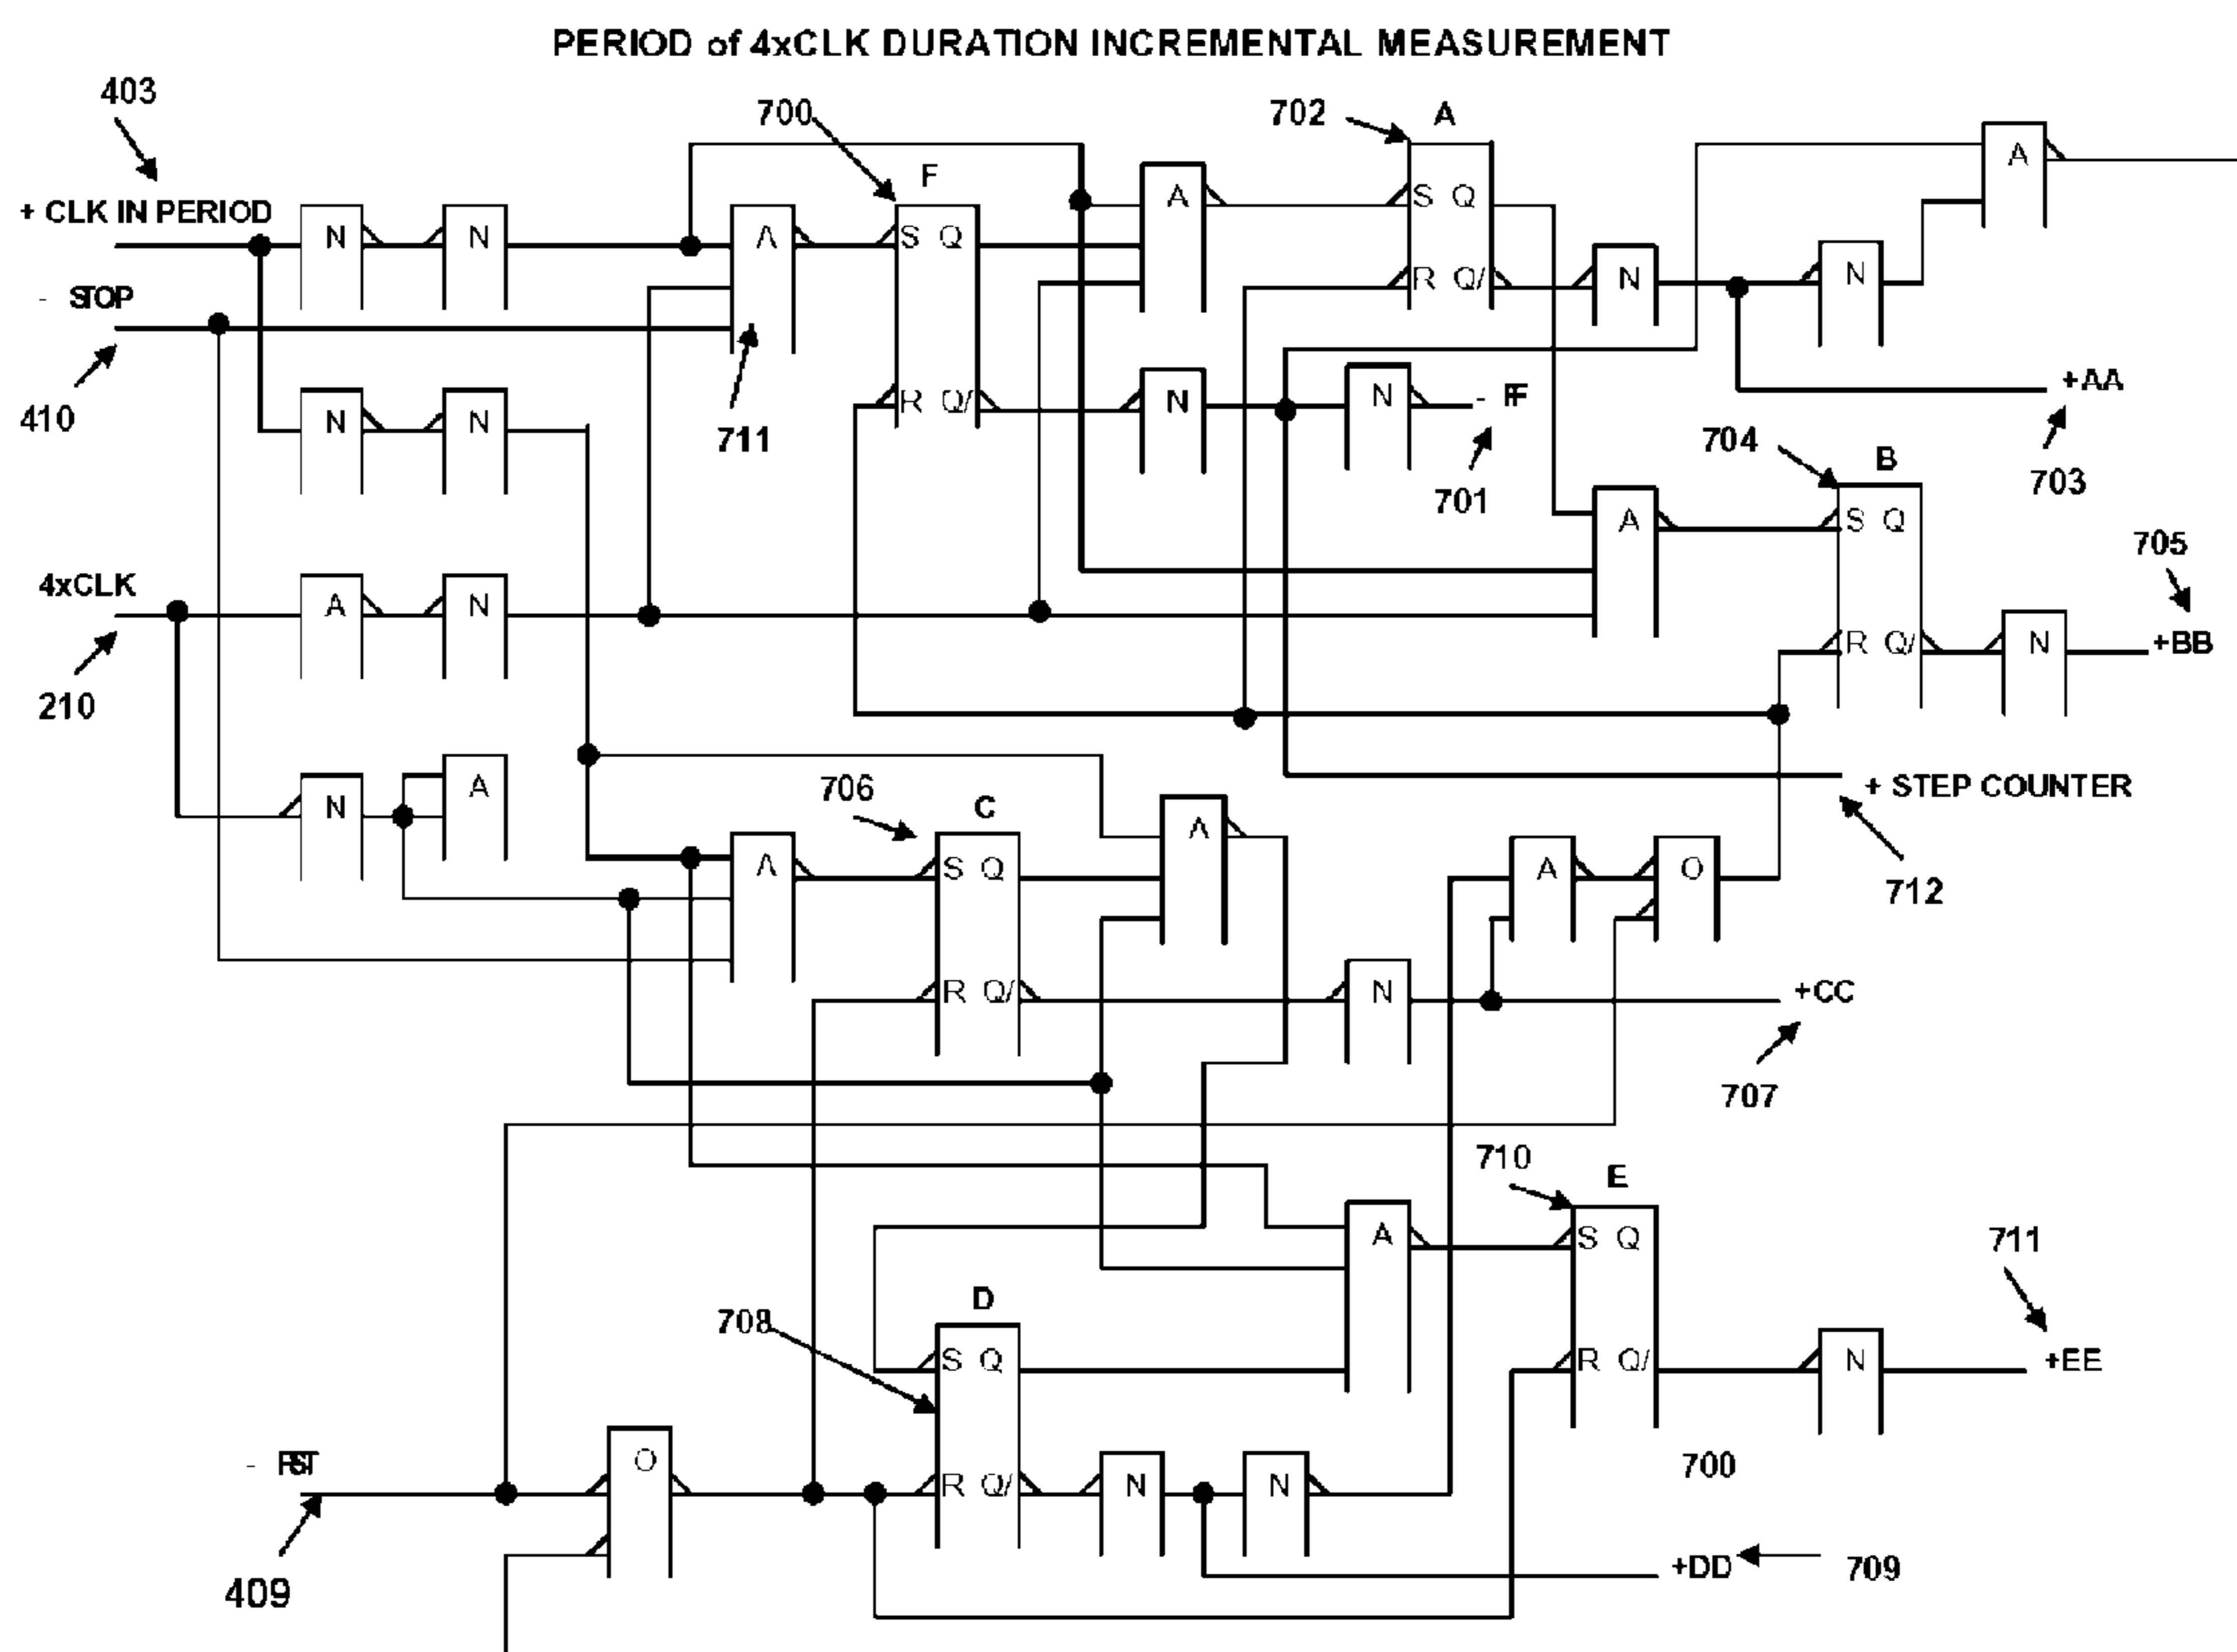 PERIOD of 4xCLK DURATION INCREMENTAL MEASUREMENT
403
700
702
A
F
A
+ CLK IN PERIOD
N
N
A
S Q
A
S Q
- STOP
R Q/
N
N
410
N
N
711
R Q/
N
N
- FF
701
+AA
703
704
B
A
S Q
705
4xCLK
A
N
R Q/
N
+BB
210
N
A
706
C
A
+ STEP COUNTER
712
A
S Q
A
O
R Q/
N
+CC
707
710
E
A
S Q
711
D
708
S Q
R Q/
N
+EE
- RST
O
R Q/
N
N
700
409
+DD
709